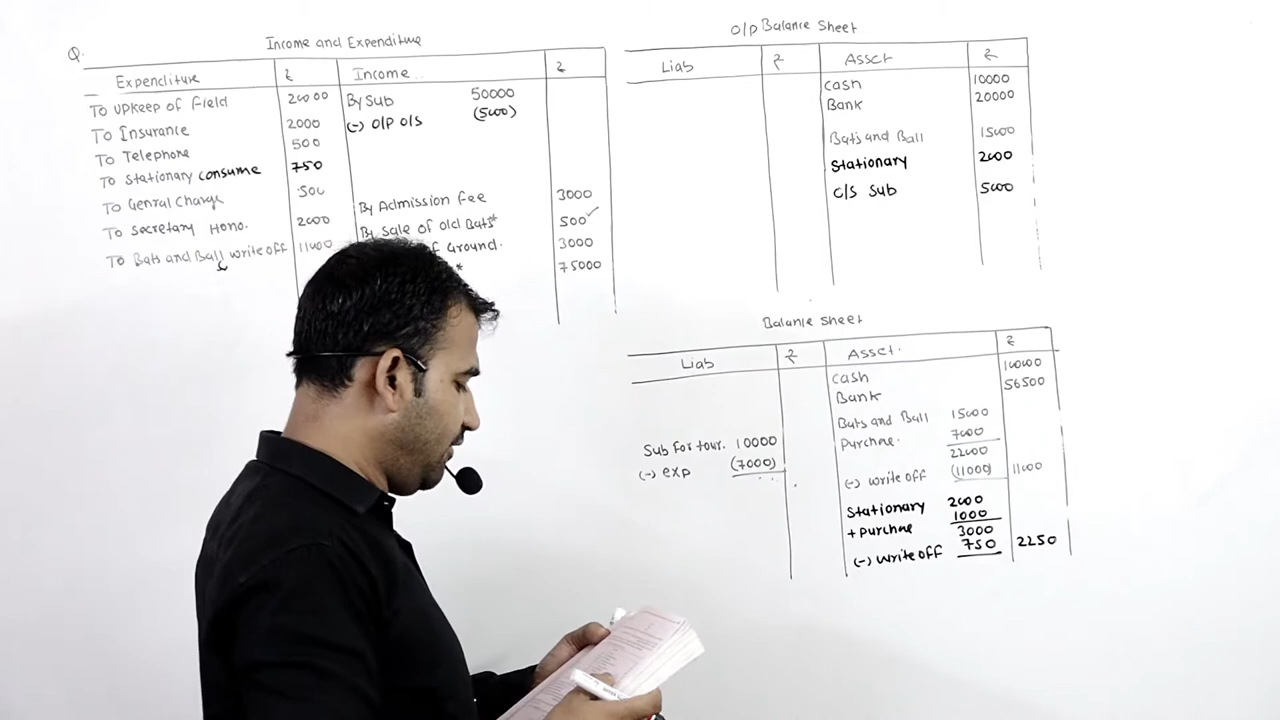 Q.
Income and Expenditure
Expenditure ₹ Income ₹
To Upkeep of Field 20000 By Sub 50000
To Insurance 2000 (-) O/P O/S (5000)
To Telephone 500
To Stationary consume 750
To Genral Charge 500 By Admission Fee 3000
To Secretary Hono. 2000 By Sale of Old Bats* 500 ✓
To Bats and Ball write off 11000 Ground. 3000
* 75000
O/P Balance Sheet
Liab ₹ Asset ₹
Cash 10000
Bank 20000
Bats and Ball 15000
Stationary 2000
O/S Sub 5000
Balance Sheet
Liab ₹ Asset. ₹
Cash 10000
Bank 56500
Bats and Ball 15000
Sub For tour. 10000 Purchase. 7000
(-) exp (7000) 22000
(-) write off (11000) 11000
Stationary 2000
+ Purchae 1000
3000
(-) write off 750 2250